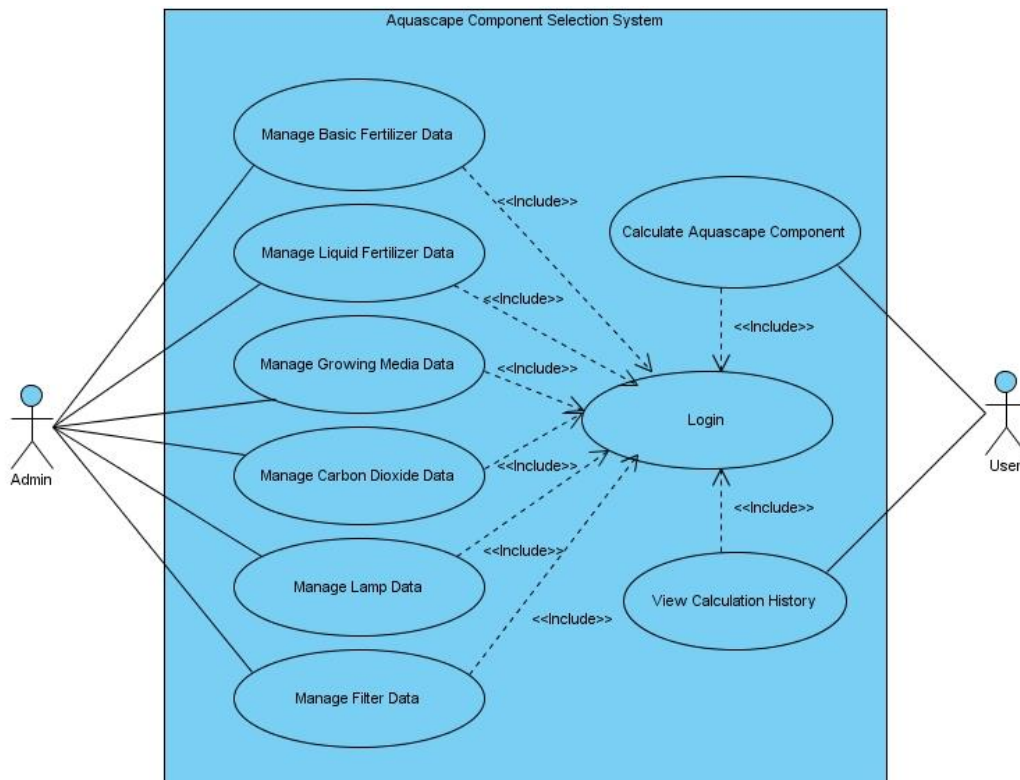 Aquascape Component Selection System
Manage Basic Fertilizer Data
<<Include>>
Calculate Aquascape Component
Manage Liquid Fertilizer Data
<<Include>>
<<Include>>
Manage Growing Media Data
<<Include>>
Login
Admin
User
Manage Carbon Dioxide Data
<<Include>>
<<Include>>
<<Include>>
Manage Lamp Data
View Calculation History
<<Include>>
Manage Filter Data